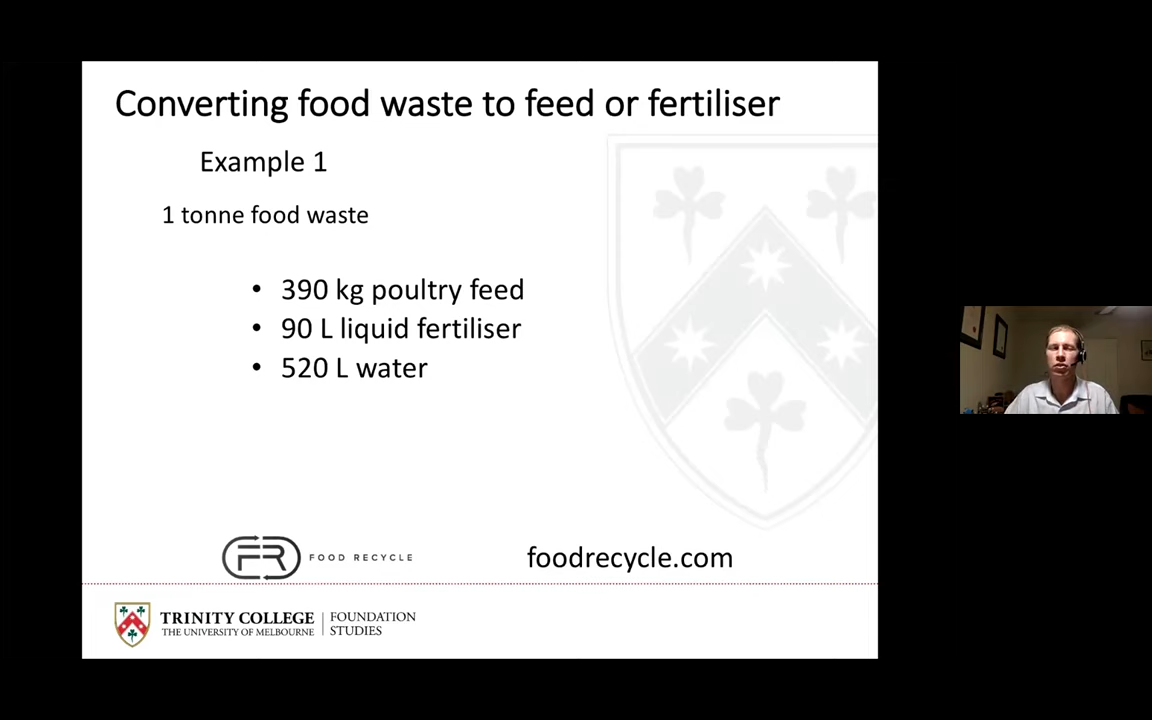 Converting food waste to feed or fertiliser
Example 1
1 tonne food waste
• 390 kg poultry feed
• 90 L liquid fertiliser
• 520 L water
FR FOOD RECYCLE
foodrecycle.com
TRINITY COLLEGE
THE UNIVERSITY OF MELBOURNE
FOUNDATION
STUDIES